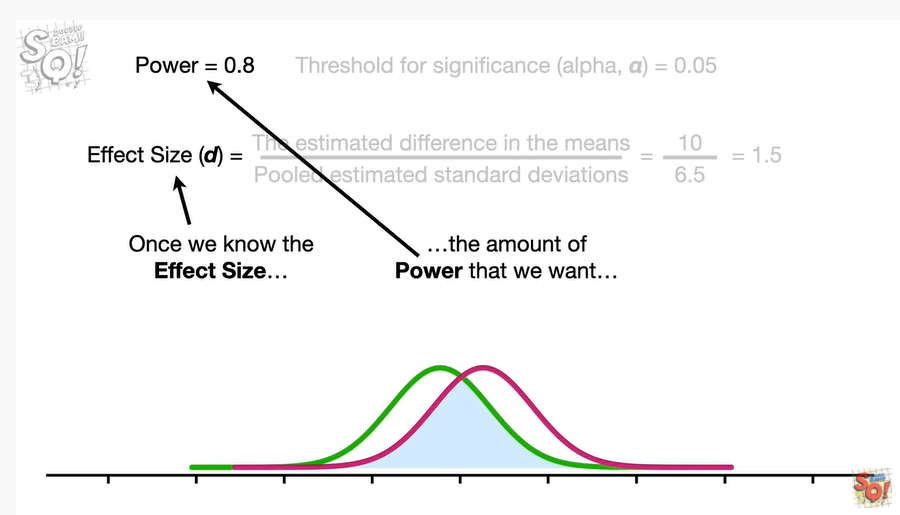 Power = 0.8 Threshold for significance (alpha, α) = 0.05
Effect Size (d) = The estimated difference in the means
Pooled estimated standard deviations
= 10
6.5
= 1.5
Once we know the
Effect Size…
…the amount of
Power that we want…
SQ!